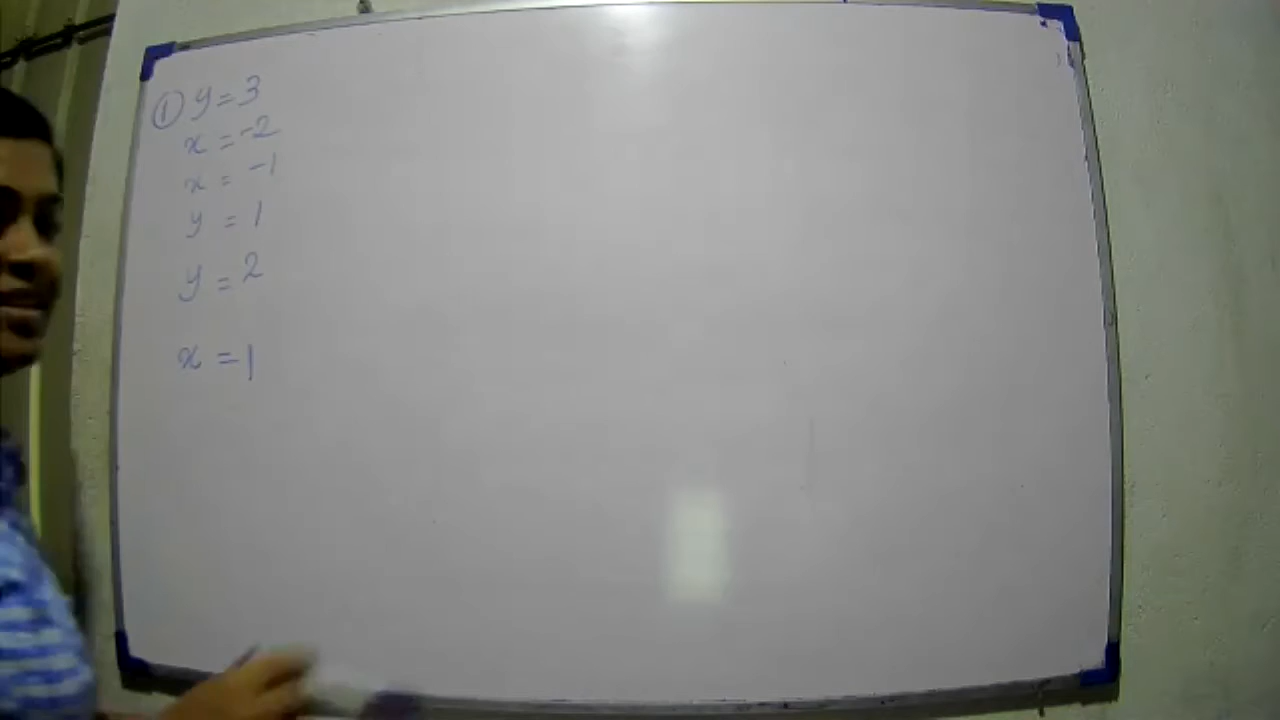 ① y = 3
x = -2
x = -1
y = 1
y = 2
x = 1